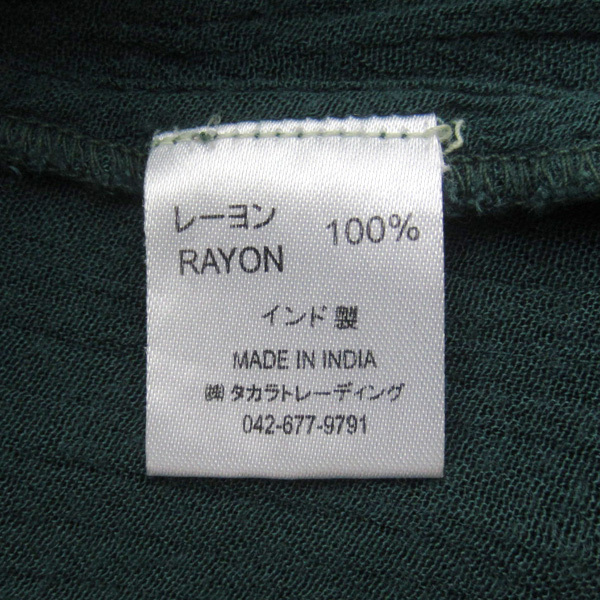 レーヨン 100%
RAYON
インド製
MADE IN INDIA
㈱タカラトレーディング
042-677-9791